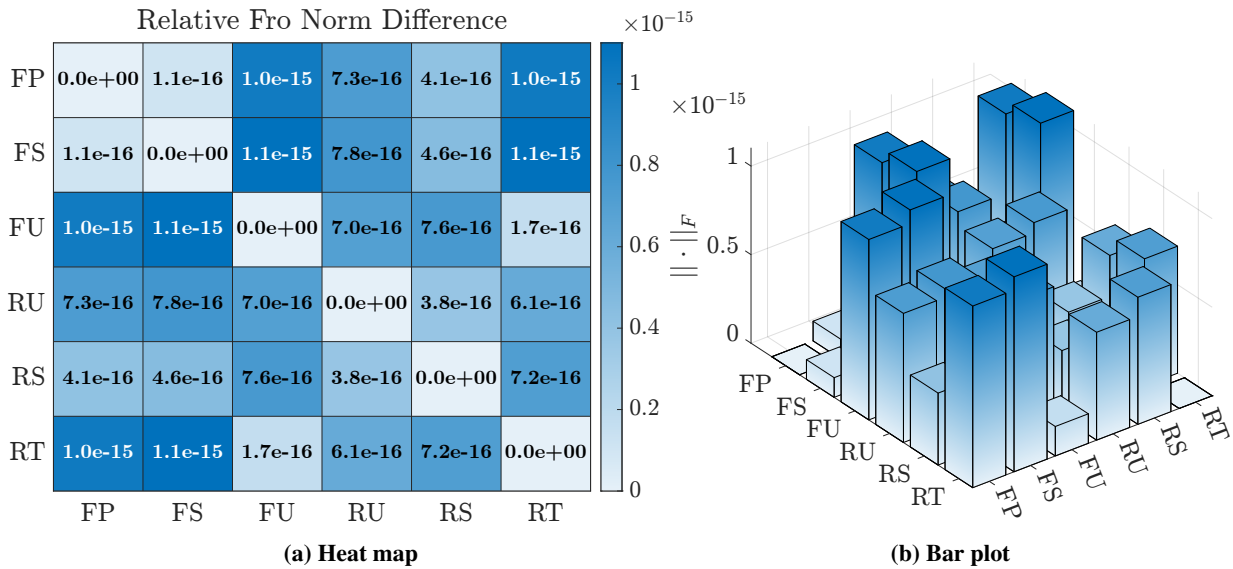 Relative Fro Norm Difference
×10⁻¹⁵
FP 0.0e+00 1.1e-16 1.0e-15 7.3e-16 4.1e-16 1.0e-15
FS 1.1e-16 0.0e+00 1.1e-15 7.8e-16 4.6e-16 1.1e-15
FU 1.0e-15 1.1e-15 0.0e+00 7.0e-16 7.6e-16 1.7e-16
RU 7.3e-16 7.8e-16 7.0e-16 0.0e+00 3.8e-16 6.1e-16
RS 4.1e-16 4.6e-16 7.6e-16 3.8e-16 0.0e+00 7.2e-16
RT 1.0e-15 1.1e-15 1.7e-16 6.1e-16 7.2e-16 0.0e+00
FP FS FU RU RS RT
1
0.8
0.6
0.4
0.2
0
(a) Heat map
×10⁻¹⁵
1
0.5
0
|| · ||_F
FP
FS
FU
RU
RS
RT
FP
FS
FU
RU
RS
RT
(b) Bar plot